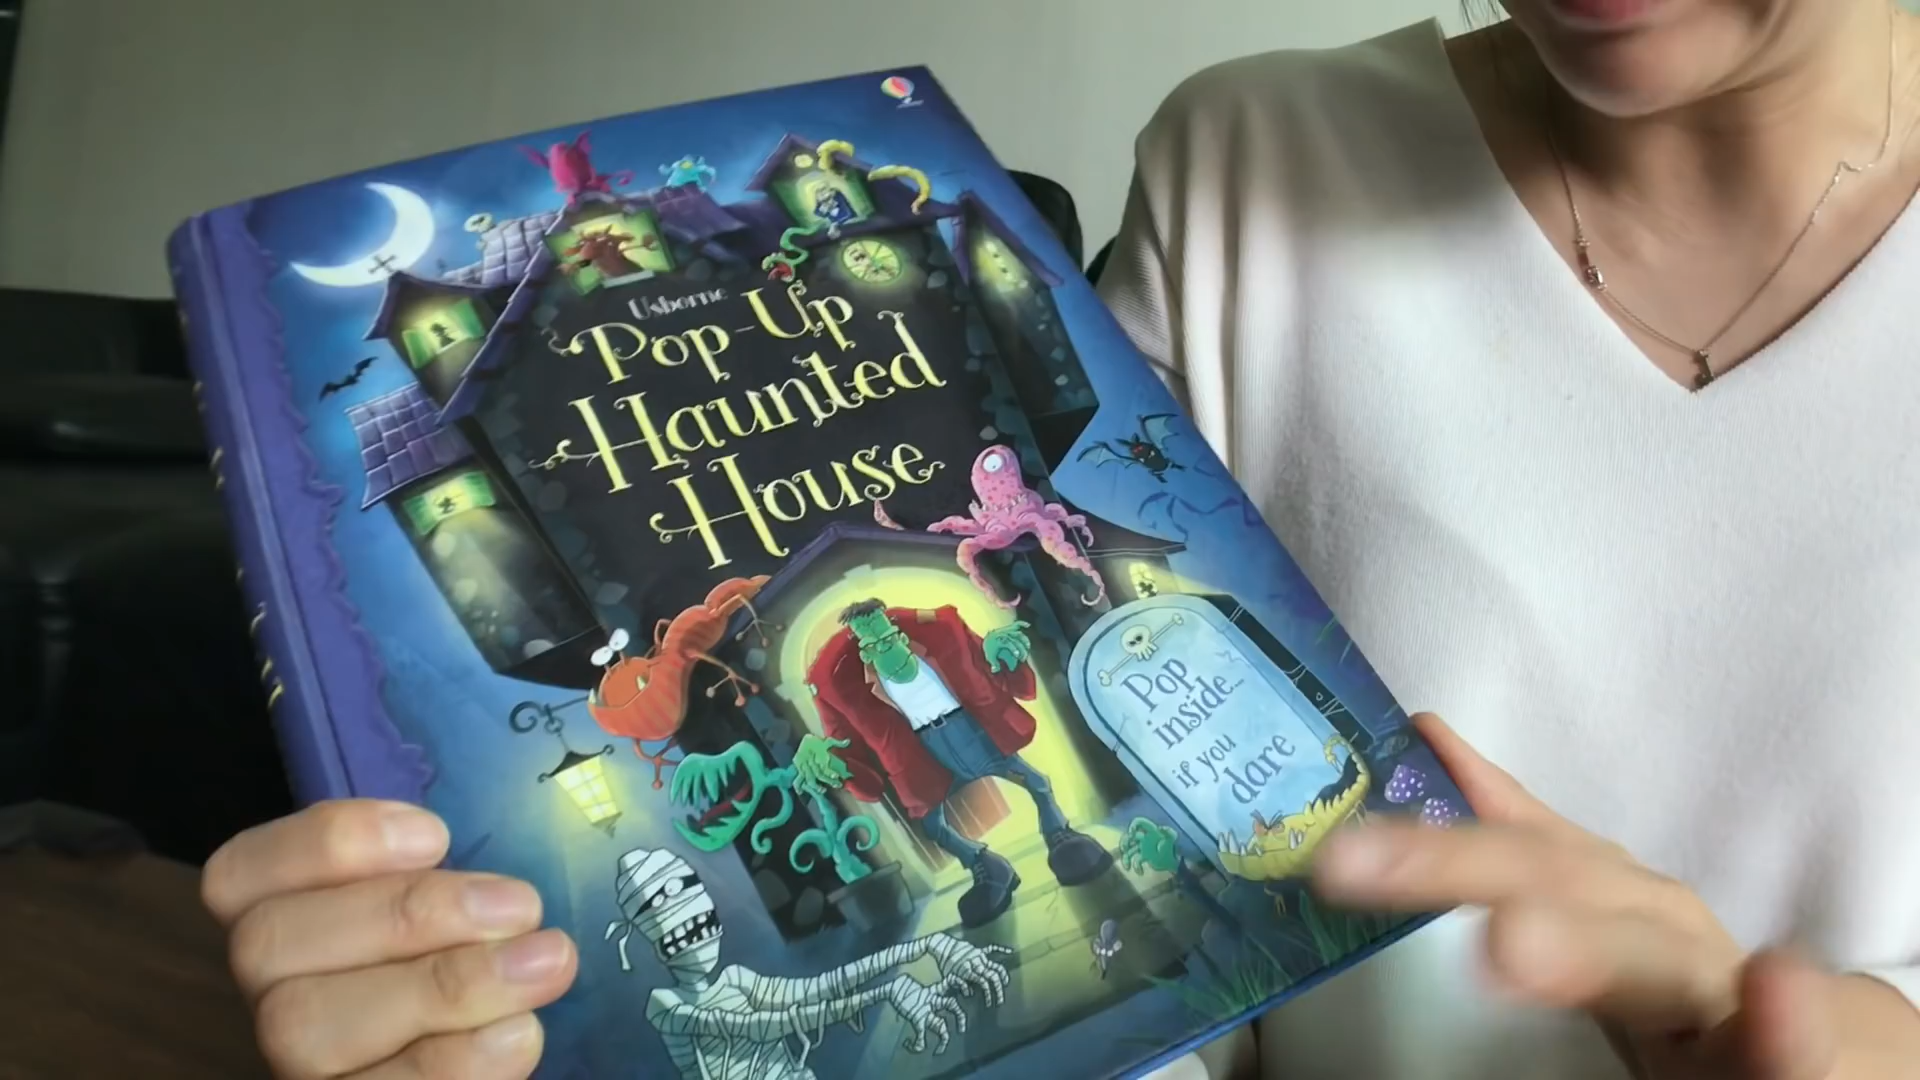 Usborne
Pop-Up
Haunted
House
Pop
inside...
if you
dare